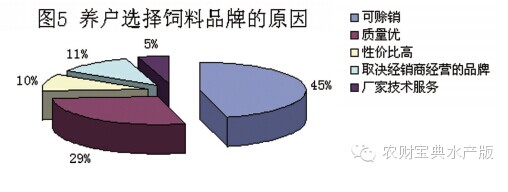 图5 养户选择饲料品牌的原因
5%
11%
10%
45%
29%
可赊销
质量优
性价比高
取决经销商经营的品牌
厂家技术服务
农财宝典水产版